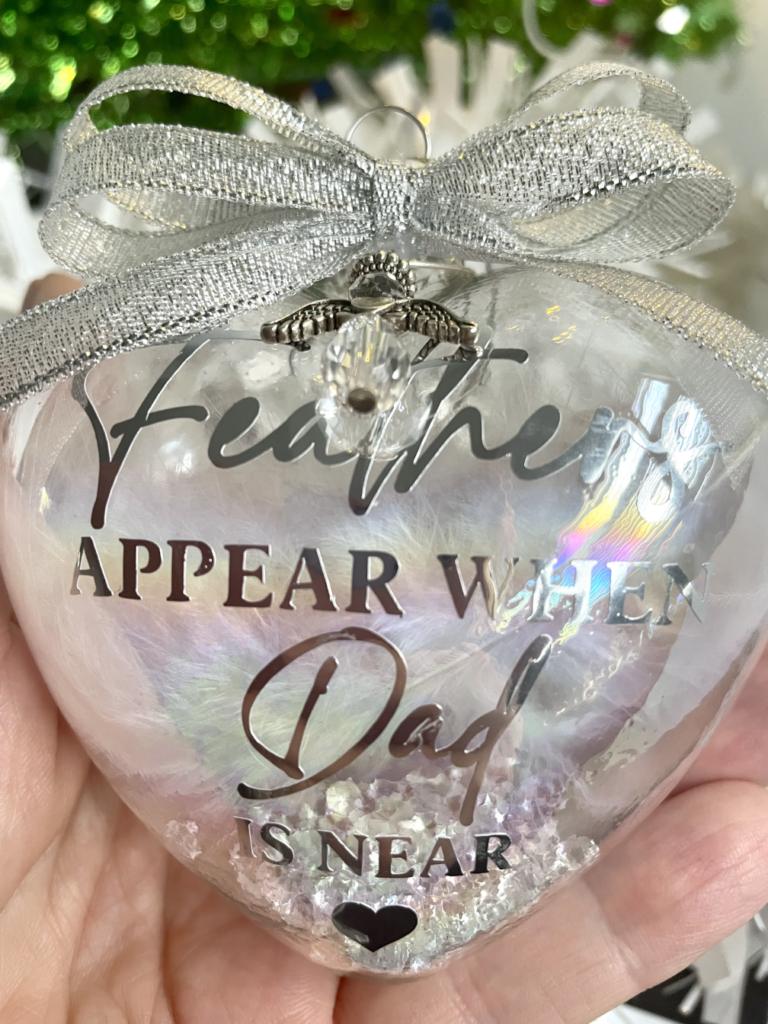 Feathers
APPEAR WHEN
Dad
IS NEAR